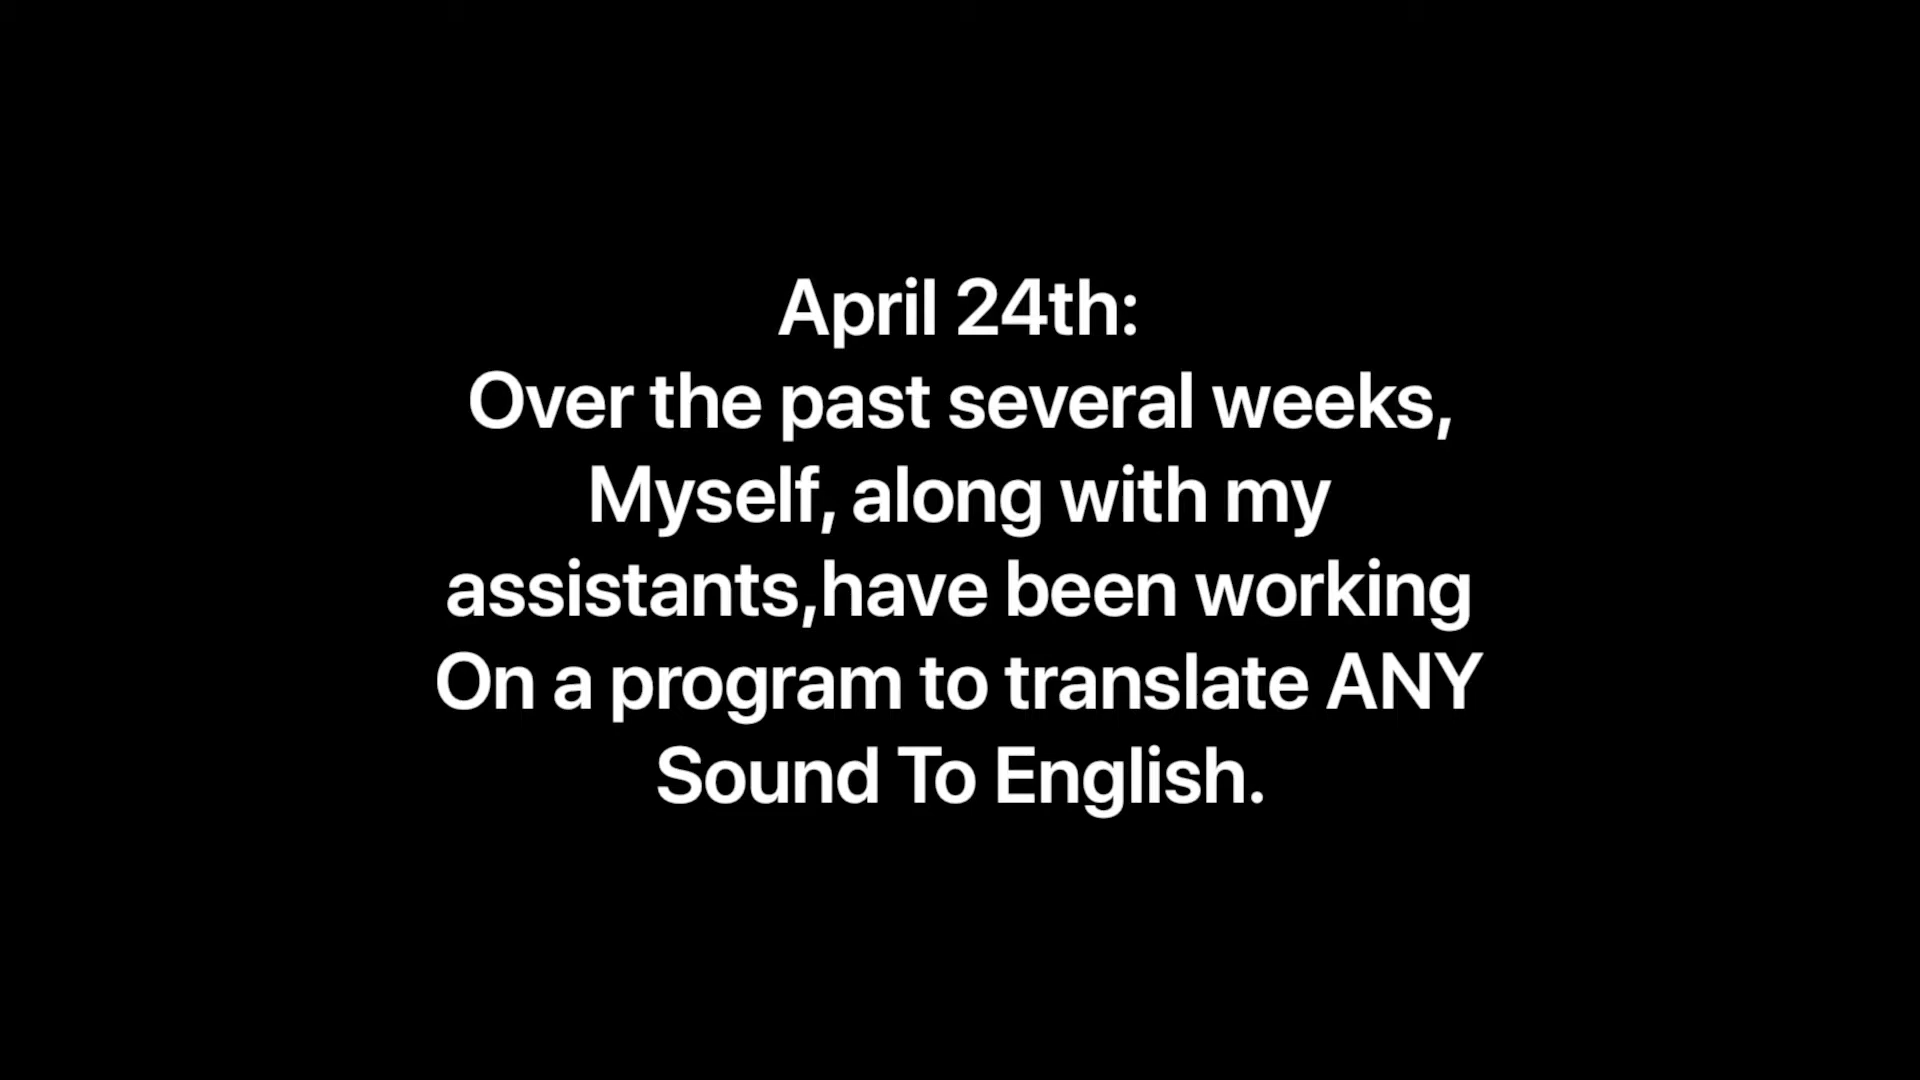 April 24th:
Over the past several weeks,
Myself, along with my
assistants,have been working
On a program to translate ANY
Sound To English.